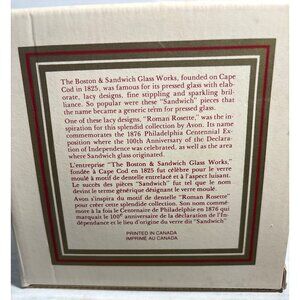 The Boston & Sandwich Glass Works, founded on Cape
Cod in 1825, was famous for its pressed glass with elab-
orate, lacy designs, fine stippling and sparkling bril-
liance. So popular were these "Sandwich" pieces that
the name became a generic term for pressed glass.
One of these lacy designs, "Roman Rosette," was the in-
spiration for this splendid collection by Avon. Its name
commemorates the 1876 Philadelphia Centennial Ex-
position where the 100th Anniversary of the Declara-
tion of Independence was celebrated, as well as the area
where Sandwich glass originated.
L'entreprise "The Boston & Sandwich Glass Works,"
fondée à Cape Cod en 1825 fut célèbre pour le verre
moulé à motif de dentelle entrelacé et à l'aspect luisant.
Le succès des pièces "Sandwich" fut tel que le nom
devint le terme générique désignant le verre moulé.
Avon s'inspira du motif de dentelle "Roman Rosette"
pour créer cette splendide collection. Son nom commé-
more à la fois le Centenaire de Philadelphie en 1876 qui
marquait le 100e anniversaire de la déclaration de l'In-
dépendance et le lieu d'origine du verre dit "Sandwich".
PRINTED IN CANADA
IMPRIMÉ AU CANADA